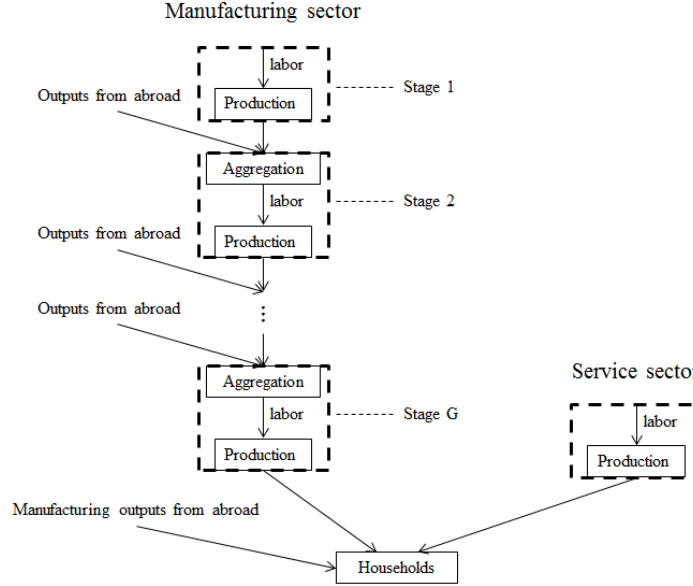 Manufacturing sector
labor
Stage 1
Outputs from abroad
Production
Aggregation
labor
Stage 2
Outputs from abroad
Production
Outputs from abroad
⋮
Aggregation
Service sector
labor
Stage G
labor
Production
Production
Manufacturing outputs from abroad
Households